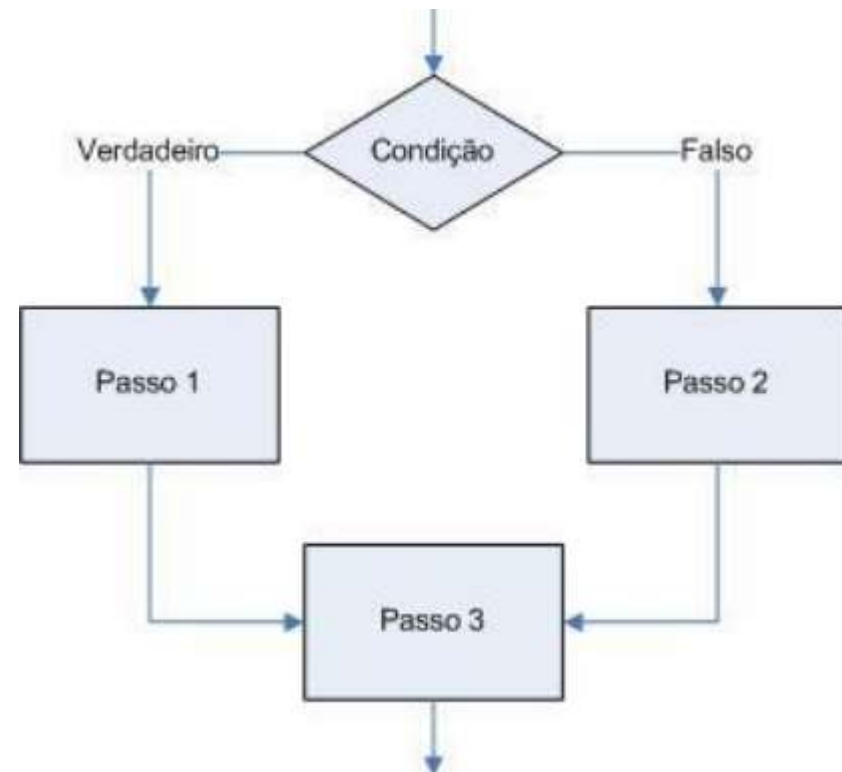 Verdadeiro
Condição
Falso
Passo 1
Passo 2
Passo 3